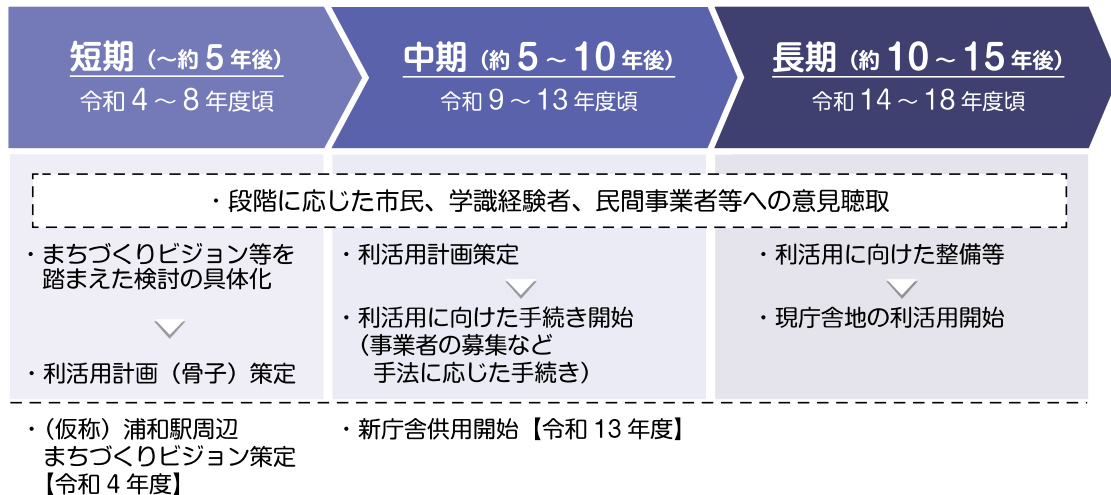 短期（～約5年後）
令和4～8年度頃
中期（約5～10年後）
令和9～13年度頃
長期（約10～15年後）
令和14～18年度頃
・段階に応じた市民、学識経験者、民間事業者等への意見聴取
・まちづくりビジョン等を
踏まえた検討の具体化
・利活用計画（骨子）策定
・利活用計画策定
・利活用に向けた手続き開始
（事業者の募集など
手法に応じた手続き）
・利活用に向けた整備等
・現庁舎地の利活用開始
・（仮称）浦和駅周辺
まちづくりビジョン策定
【令和4年度】
・新庁舎供用開始【令和13年度】